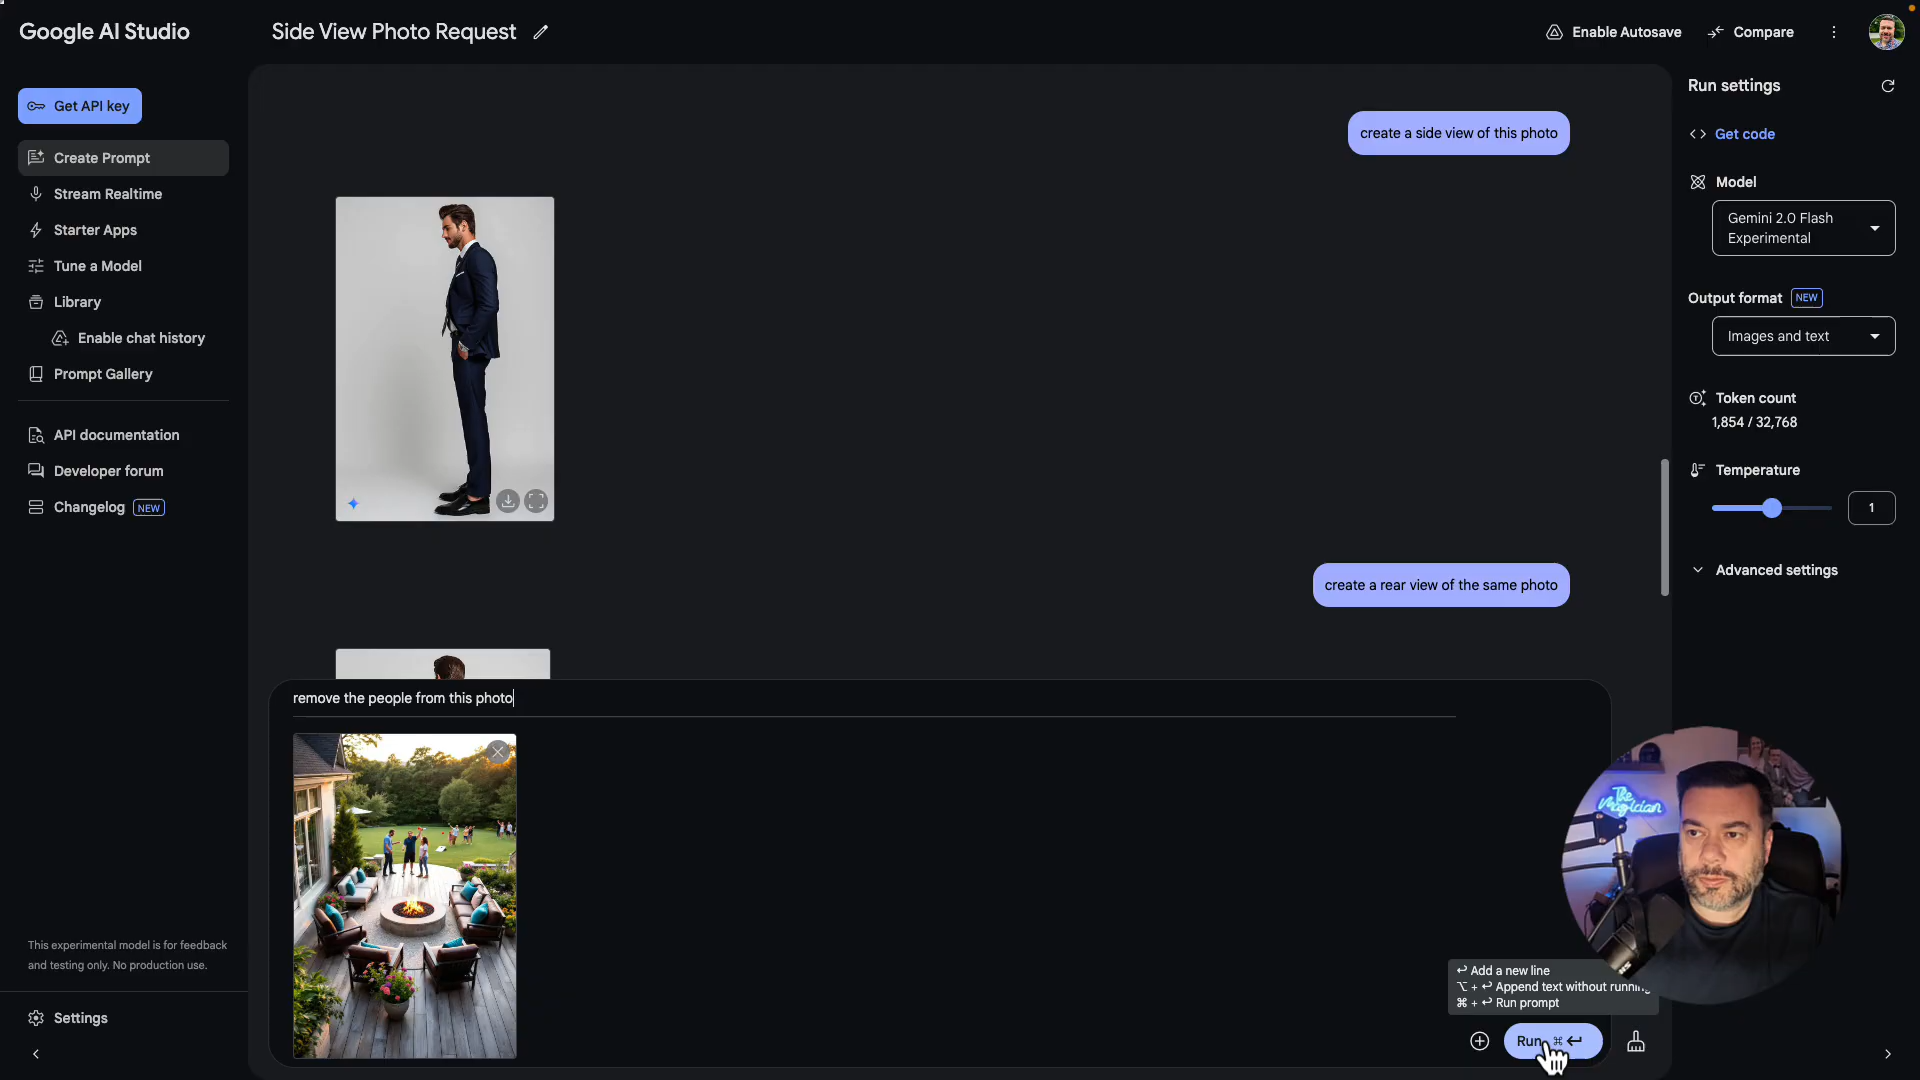 Google AI Studio
Side View Photo Request
Enable Autosave
Compare
Get API key
Create Prompt
Stream Realtime
Starter Apps
Tune a Model
Library
Enable chat history
Prompt Gallery
API documentation
Developer forum
Changelog NEW
This experimental model is for feedback
and testing only. No production use.
Settings
create a side view of this photo
create a rear view of the same photo
remove the people from this photo
↵ Add a new line
⌥ + ↵ Append text without running
⌘ + ↵ Run prompt
Run ⌘ ↵
Run settings
Get code
Model
Gemini 2.0 Flash
Experimental
Output format NEW
Images and text
Token count
1,854 / 32,768
Temperature
1
Advanced settings
The
Magician